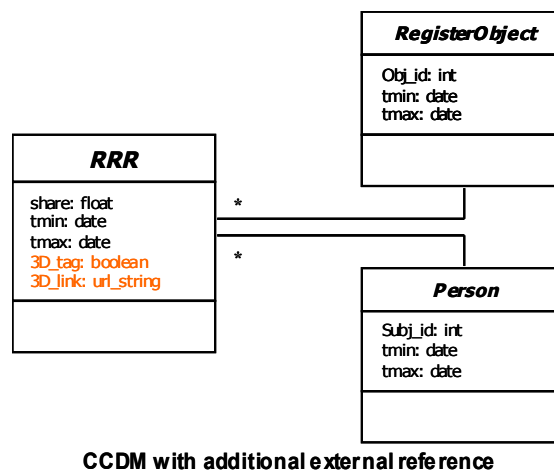 RegisterObject
Obj_id: int
tmin: date
tmax: date
RRR
share: float
tmin: date
tmax: date
3D_tag: boolean
3D_link: url_string
*
*
Person
Subj_id: int
tmin: date
tmax: date
CCDM with additional external reference